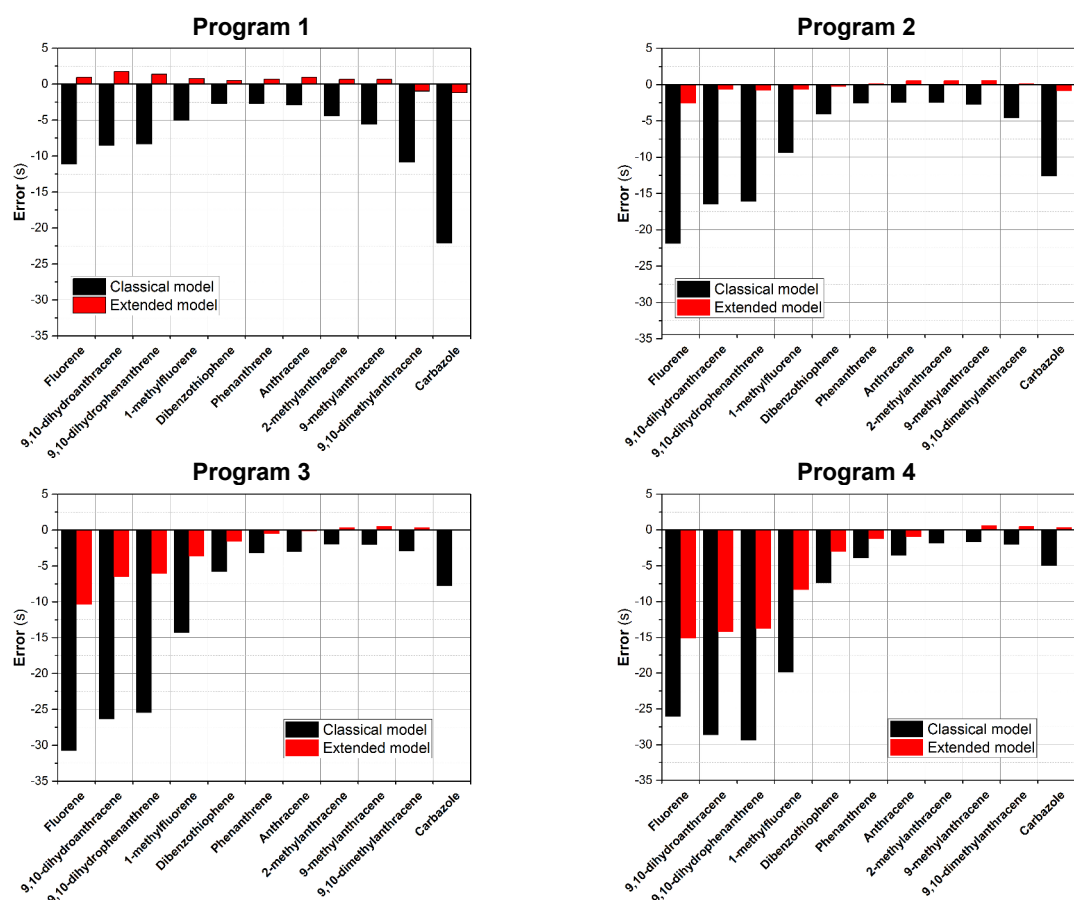 Program 1
5
0
-5
-10
-15
-20
-25
-30
-35
Error (s)
Classical model
Extended model
Fluorene
9,10-dihydroanthracene
9,10-dihydrophenanthrene
1-methylfluorene
Dibenzothiophene
Phenanthrene
Anthracene
2-methylanthracene
9-methylanthracene
9,10-dimethylanthracene
Carbazole
Program 2
5
0
-5
-10
-15
-20
-25
-30
-35
Error (s)
Classical model
Extended model
Fluorene
9,10-dihydroanthracene
9,10-dihydrophenanthrene
1-methylfluorene
Dibenzothiophene
Phenanthrene
Anthracene
2-methylanthracene
9-methylanthracene
9,10-dimethylanthracene
Carbazole
Program 3
5
0
-5
-10
-15
-20
-25
-30
-35
Error (s)
Classical model
Extended model
Fluorene
9,10-dihydroanthracene
9,10-dihydrophenanthrene
1-methylfluorene
Dibenzothiophene
Phenanthrene
Anthracene
2-methylanthracene
9-methylanthracene
9,10-dimethylanthracene
Carbazole
Program 4
5
0
-5
-10
-15
-20
-25
-30
-35
Error (s)
Classical model
Extended model
Fluorene
9,10-dihydroanthracene
9,10-dihydrophenanthrene
1-methylfluorene
Dibenzothiophene
Phenanthrene
Anthracene
2-methylanthracene
9-methylanthracene
9,10-dimethylanthracene
Carbazole